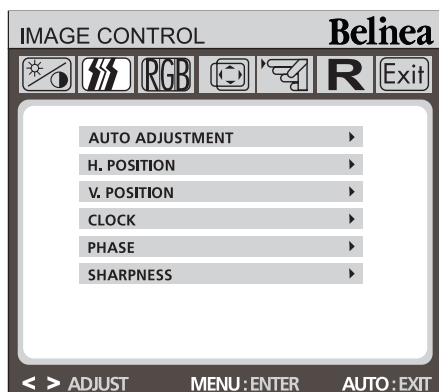 IMAGE CONTROL Belinea
RGB R Exit
AUTO ADJUSTMENT
H. POSITION
V. POSITION
CLOCK
PHASE
SHARPNESS
< > ADJUST MENU : ENTER AUTO : EXIT